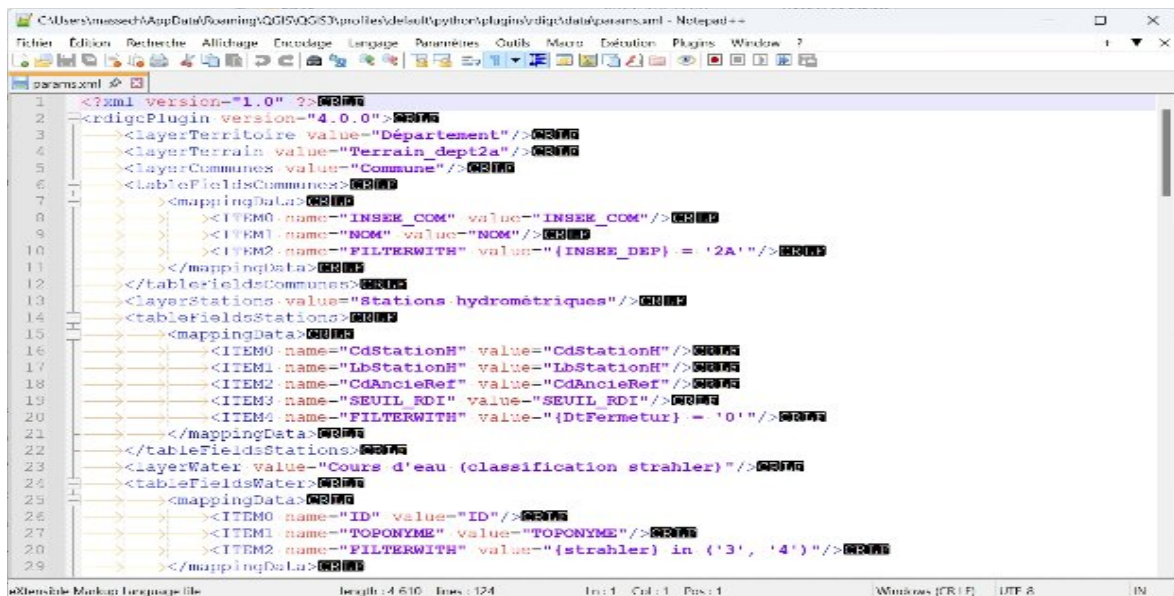 C:\Users\massech\AppData\Roaming\QGIS\QGIS3\profiles\default\python\plugins\rdigc\data\params.xml - Notepad++
Fichier Édition Recherche Affichage Encodage Langage Paramètres Outils Macro Exécution Plugins Window ?
params.xml
1 <?xml version="1.0" ?>CRLF
2 <rdigcPlugin version="4.0.0">CRLF
3 <layerTerritoire value="Département"/>CRLF
4 <layerTerrain value="Terrain_dept2a"/>CRLF
5 <layerCommunes value="Commune"/>CRLF
6 <tableFieldsCommunes>CRLF
7 <mappingData>CRLF
8 <ITEM0 name="INSEE_COM" value="INSEE_COM"/>CRLF
9 <ITEM1 name="NOM" value="NOM"/>CRLF
10 <ITEM2 name="FILTERWITH" value="{INSEE_DEP} = '2A'"/>CRLF
11 </mappingData>CRLF
12 </tableFieldsCommunes>CRLF
13 <layerStations value="Stations hydrométriques"/>CRLF
14 <tableFieldsStations>CRLF
15 <mappingData>CRLF
16 <ITEM0 name="CdStationH" value="CdStationH"/>CRLF
17 <ITEM1 name="LbStationH" value="LbStationH"/>CRLF
18 <ITEM2 name="CdAncieRef" value="CdAncieRef"/>CRLF
19 <ITEM3 name="SEUIL_RDI" value="SEUIL_RDI"/>CRLF
20 <ITEM4 name="FILTERWITH" value="{DtFermetur} = '0'"/>CRLF
21 </mappingData>CRLF
22 </tableFieldsStations>CRLF
23 <layerWater value="Cours d'eau (classification strahler)"/>CRLF
24 <tableFieldsWater>CRLF
25 <mappingData>CRLF
26 <ITEM0 name="ID" value="ID"/>CRLF
27 <ITEM1 name="TOPONYME" value="TOPONYME"/>CRLF
28 <ITEM2 name="FILTERWITH" value="{strahler} in ('3', '4')"/>CRLF
29 </mappingData>CRLF
eXtensible Markup Language file length : 4 610 lines : 124 Ln : 1 Col : 1 Pos : 1 Windows (CR LF) UTF-8 IN